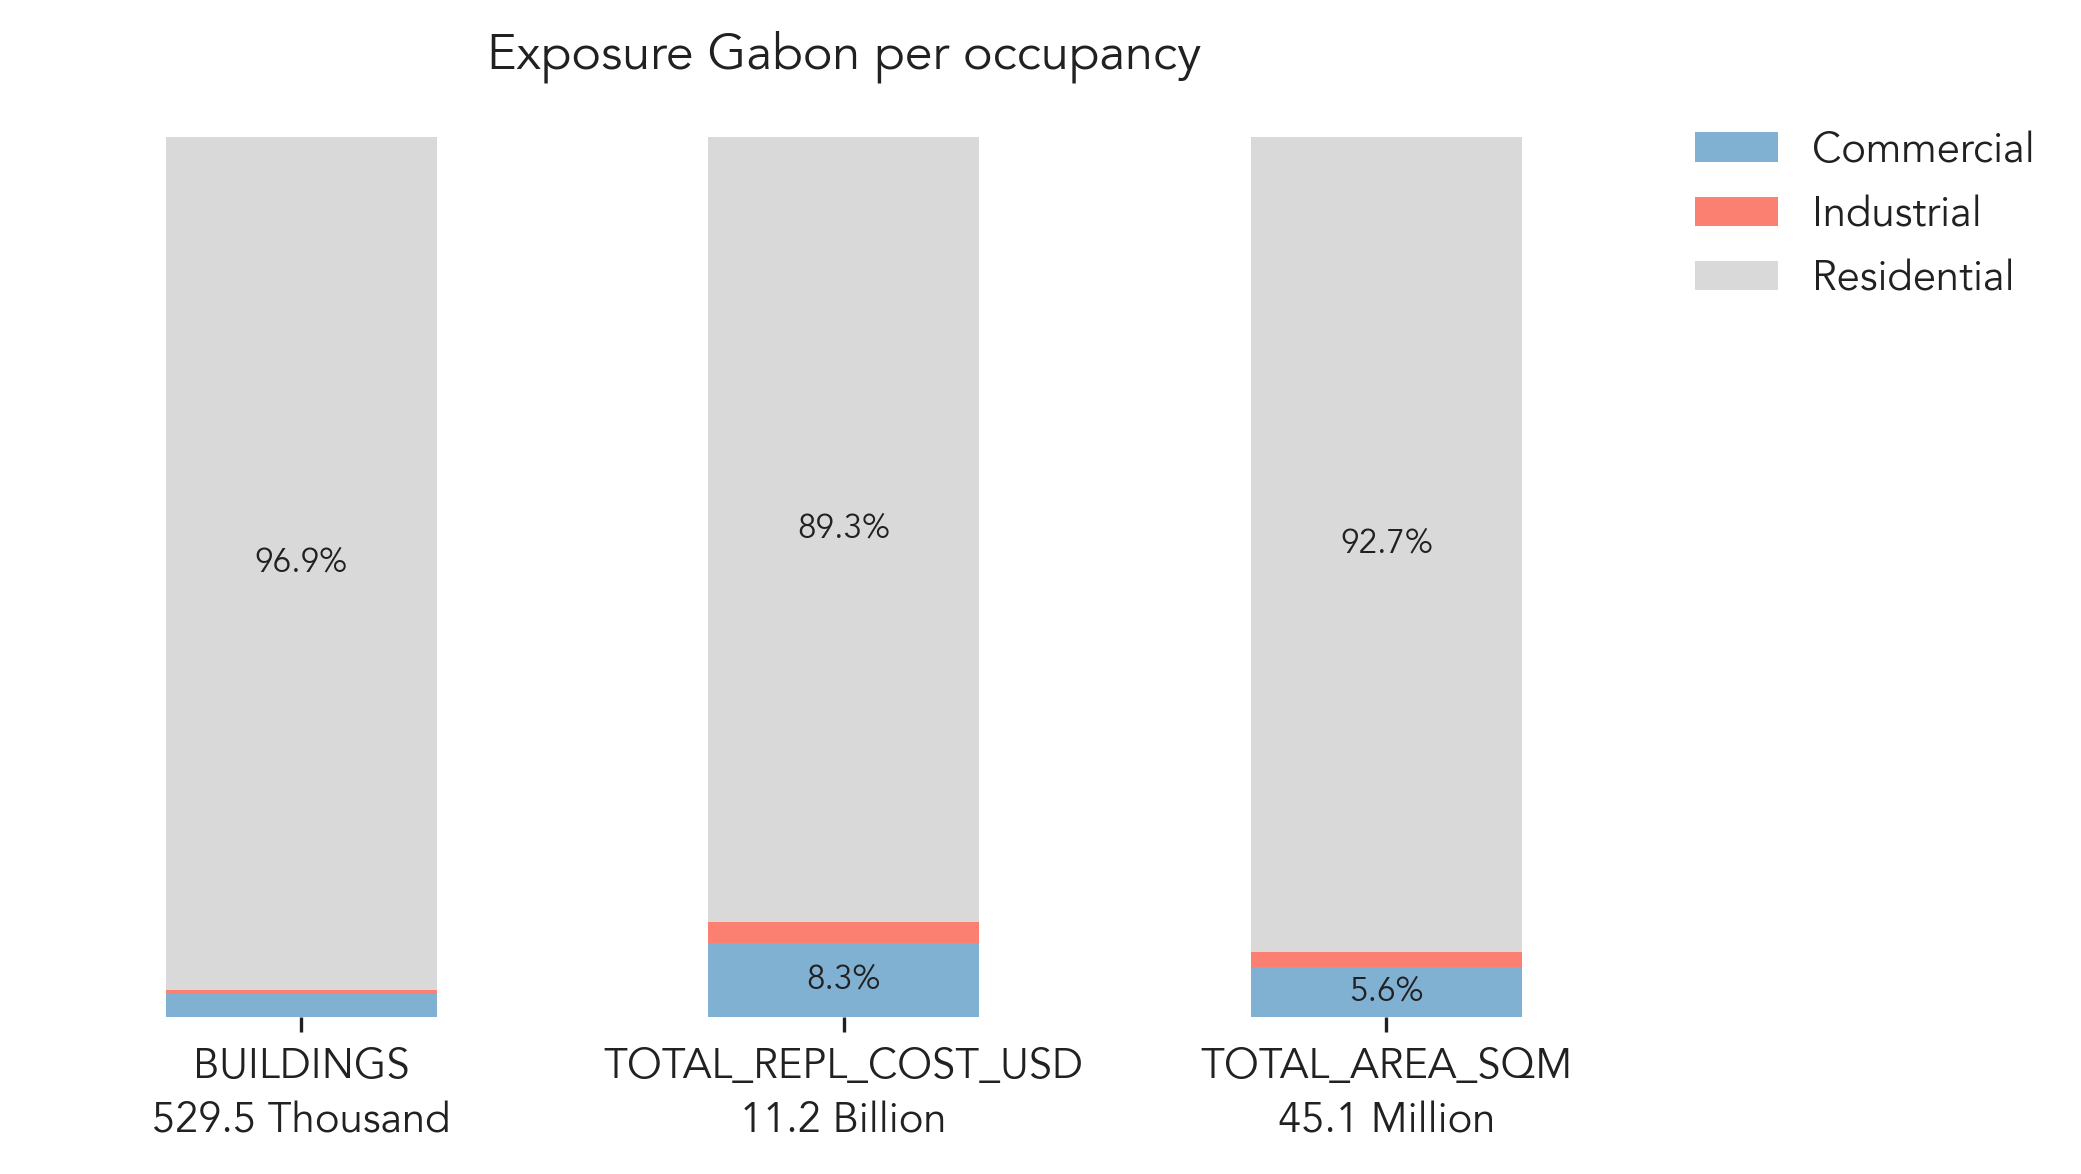 Exposure Gabon per occupancy
Commercial
Industrial
Residential
96.9%
89.3%
92.7%
8.3%
5.6%
BUILDINGS
529.5 Thousand
TOTAL_REPL_COST_USD
11.2 Billion
TOTAL_AREA_SQM
45.1 Million